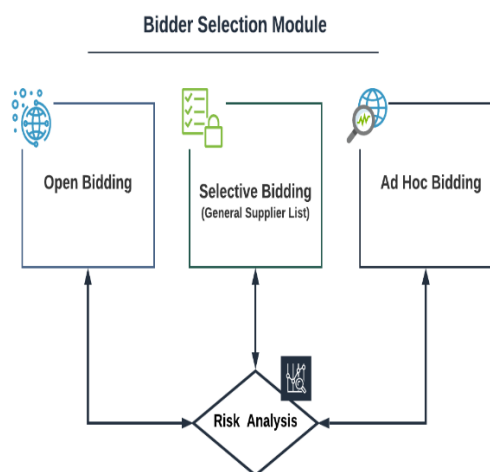 Bidder Selection Module
Open Bidding
Selective Bidding
(General Supplier List)
Ad Hoc Bidding
Risk Analysis